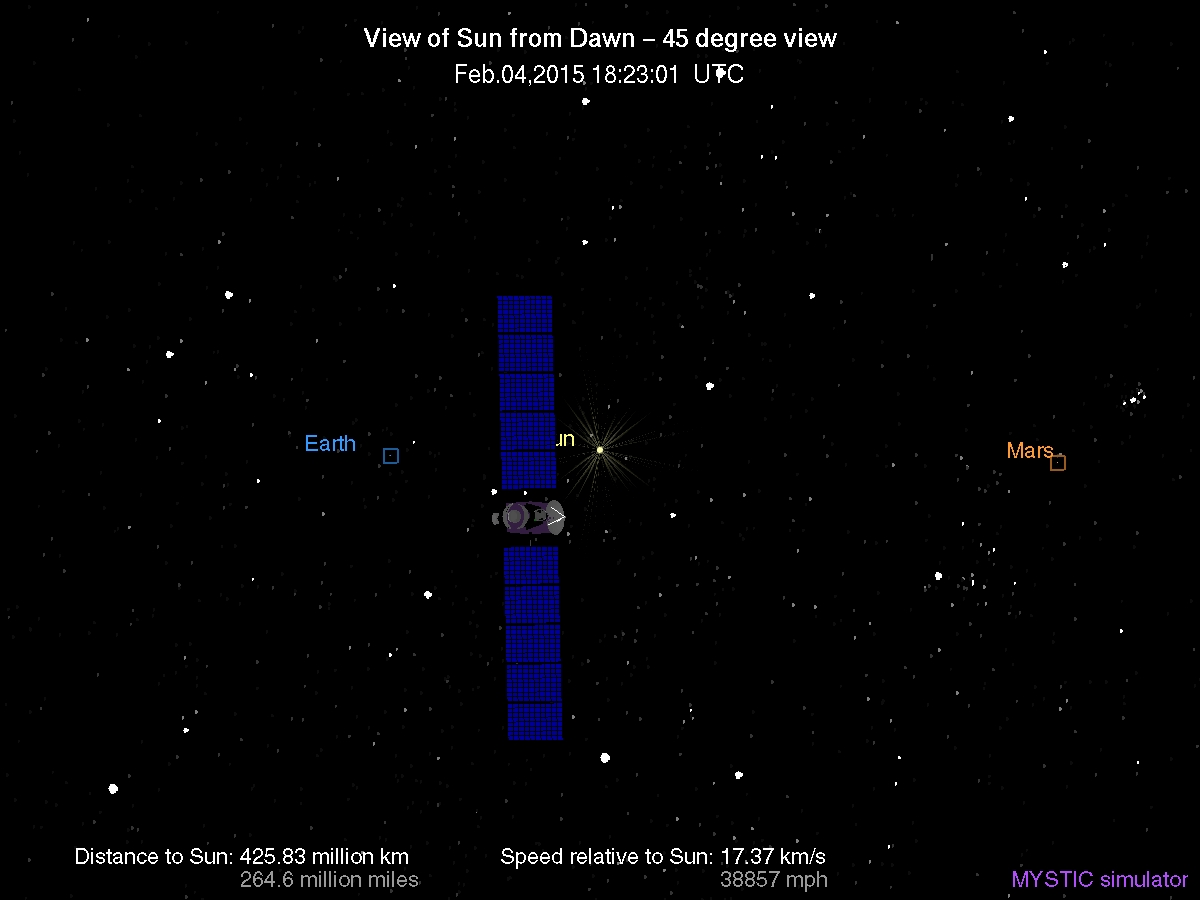 View of Sun from Dawn – 45 degree view
Feb.04,2015 18:23:01 UTC
un
Earth
Mars
Distance to Sun: 425.83 million km
264.6 million miles
Speed relative to Sun: 17.37 km/s
38857 mph
MYSTIC simulator